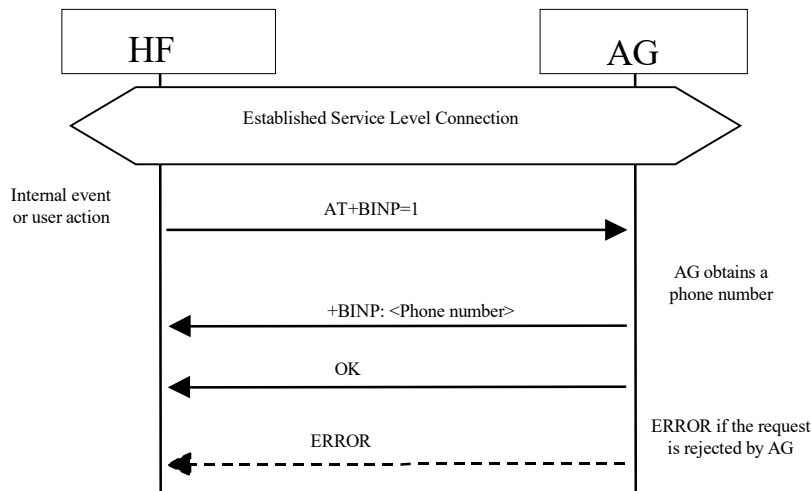 HF
AG
Established Service Level Connection
Internal event
or user action
AT+BINP=1
AG obtains a
phone number
+BINP: <Phone number>
OK
ERROR if the request
is rejected by AG
ERROR